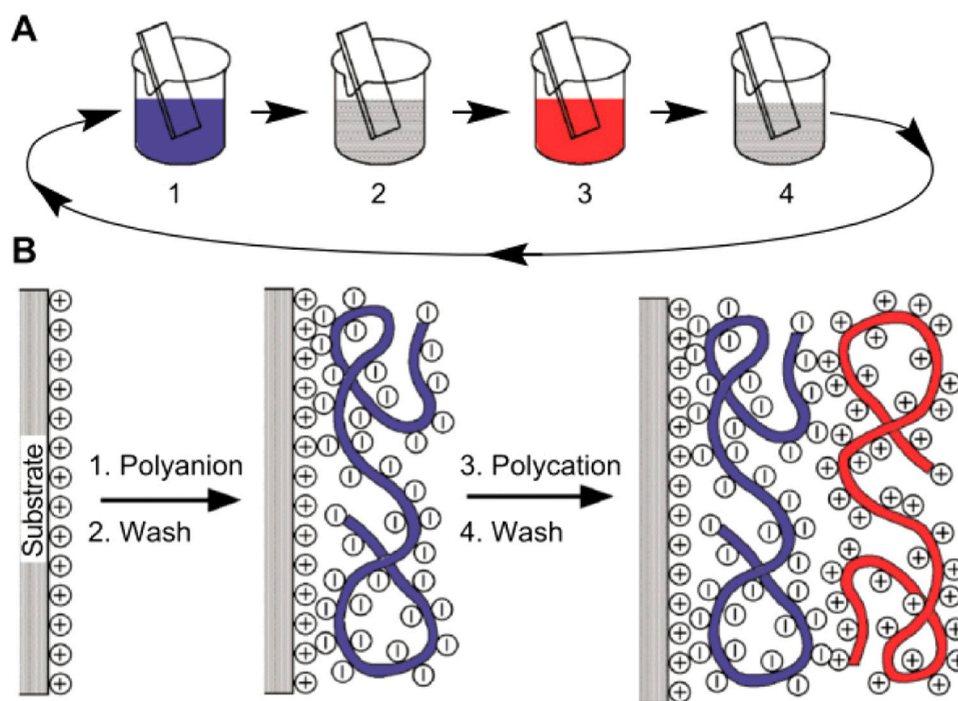 A
1
2
3
4
B
Substrate
1. Polyanion
2. Wash
3. Polycation
4. Wash